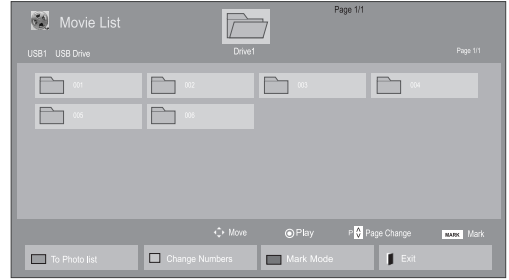 Page 1/1
Movie List
Drive1
USB1 USB Drive
Page 1/1
001 002 003 004
005 006
Move Play P Page Change MARK Mark
To Photo list Change Numbers Mark Mode Exit